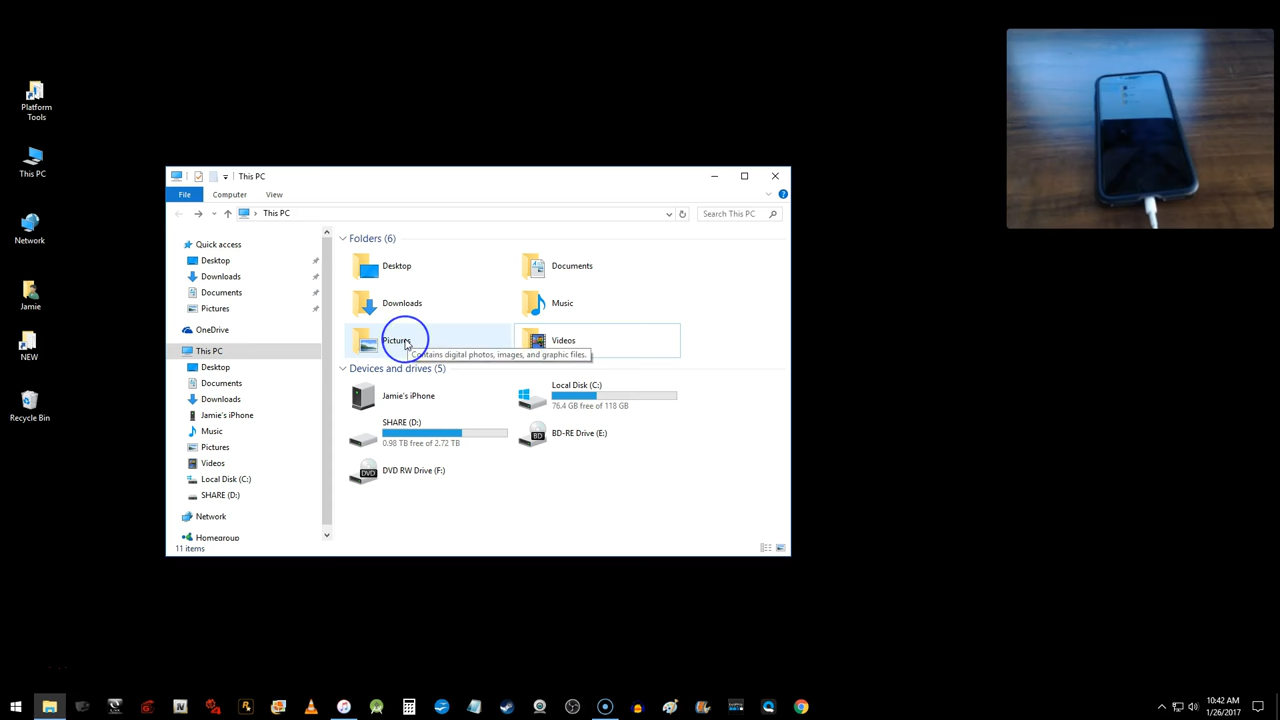 Platform
Tools
This PC
Network
Jamie
NEW
Recycle Bin
This PC
File Computer View
This PC
Search This PC
Quick access
Desktop
Downloads
Documents
Pictures
OneDrive
This PC
Desktop
Documents
Downloads
Jamie's iPhone
Music
Pictures
Videos
Local Disk (C:)
SHARE (D:)
Network
Homegroup
11 items
Folders (6)
Desktop
Documents
Downloads
Music
Pictures
Videos
Contains digital photos, images, and graphic files.
Devices and drives (5)
Jamie's iPhone
Local Disk (C:)
76.4 GB free of 118 GB
SHARE (D:)
0.98 TB free of 2.72 TB
BD
BD-RE Drive (E:)
DVD
DVD RW Drive (F:)
10:42 AM
1/26/2017